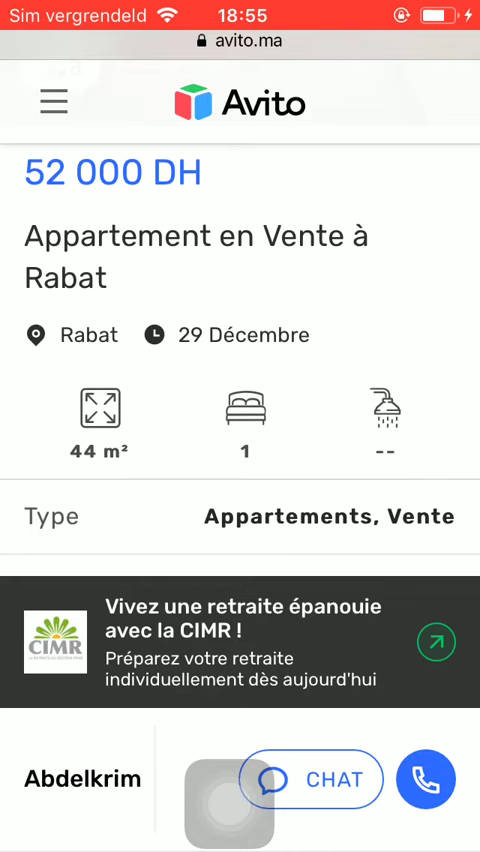 Sim vergrendeld 18:55
avito.ma
Avito
52 000 DH
Appartement en Vente à
Rabat
Rabat 29 Décembre
44 m² 1 --
Type Appartements, Vente
Vivez une retraite épanouie
avec la CIMR !
CIMR
Préparez votre retraite
individuellement dès aujourd'hui
Abdelkrim CHAT